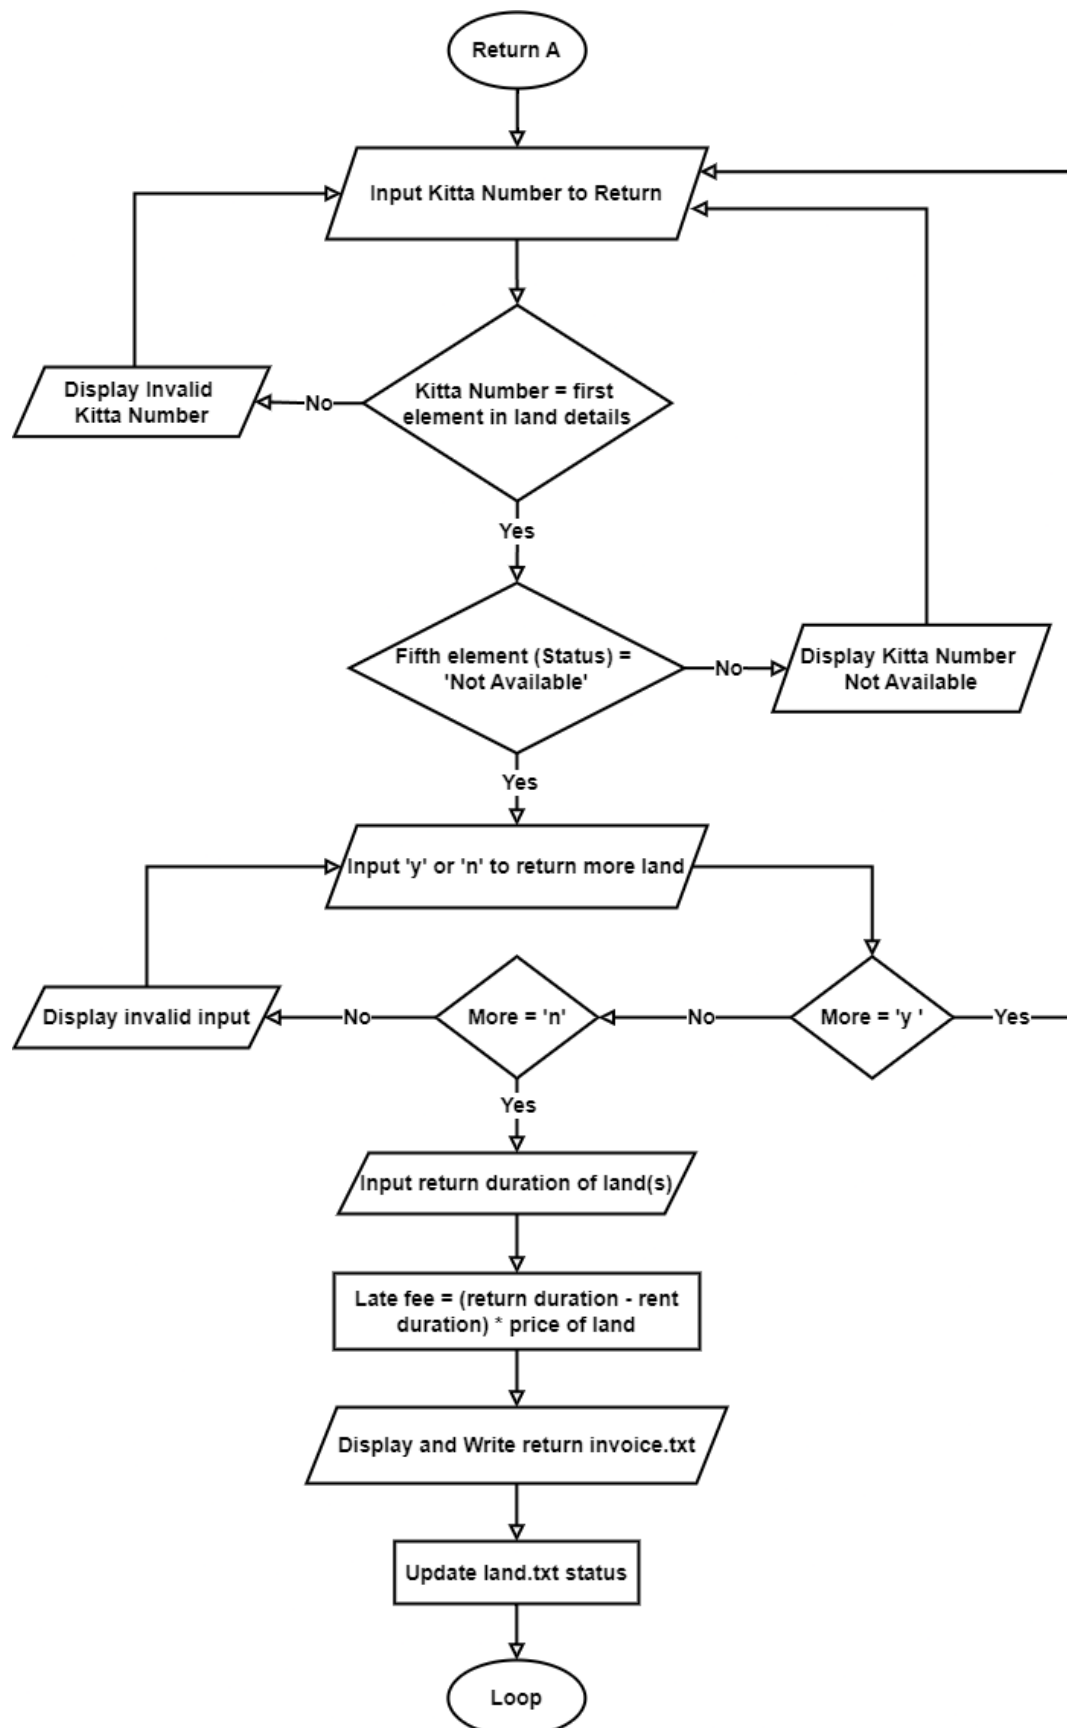 Return A
Input Kitta Number to Return
Kitta Number = first
element in land details
No
Display Invalid
Kitta Number
Yes
Fifth element (Status) =
'Not Available'
No
Display Kitta Number
Not Available
Yes
Input 'y' or 'n' to return more land
More = 'y '
Yes
No
More = 'n'
No
Display invalid input
Yes
Input return duration of land(s)
Late fee = (return duration - rent
duration) * price of land
Display and Write return invoice.txt
Update land.txt status
Loop